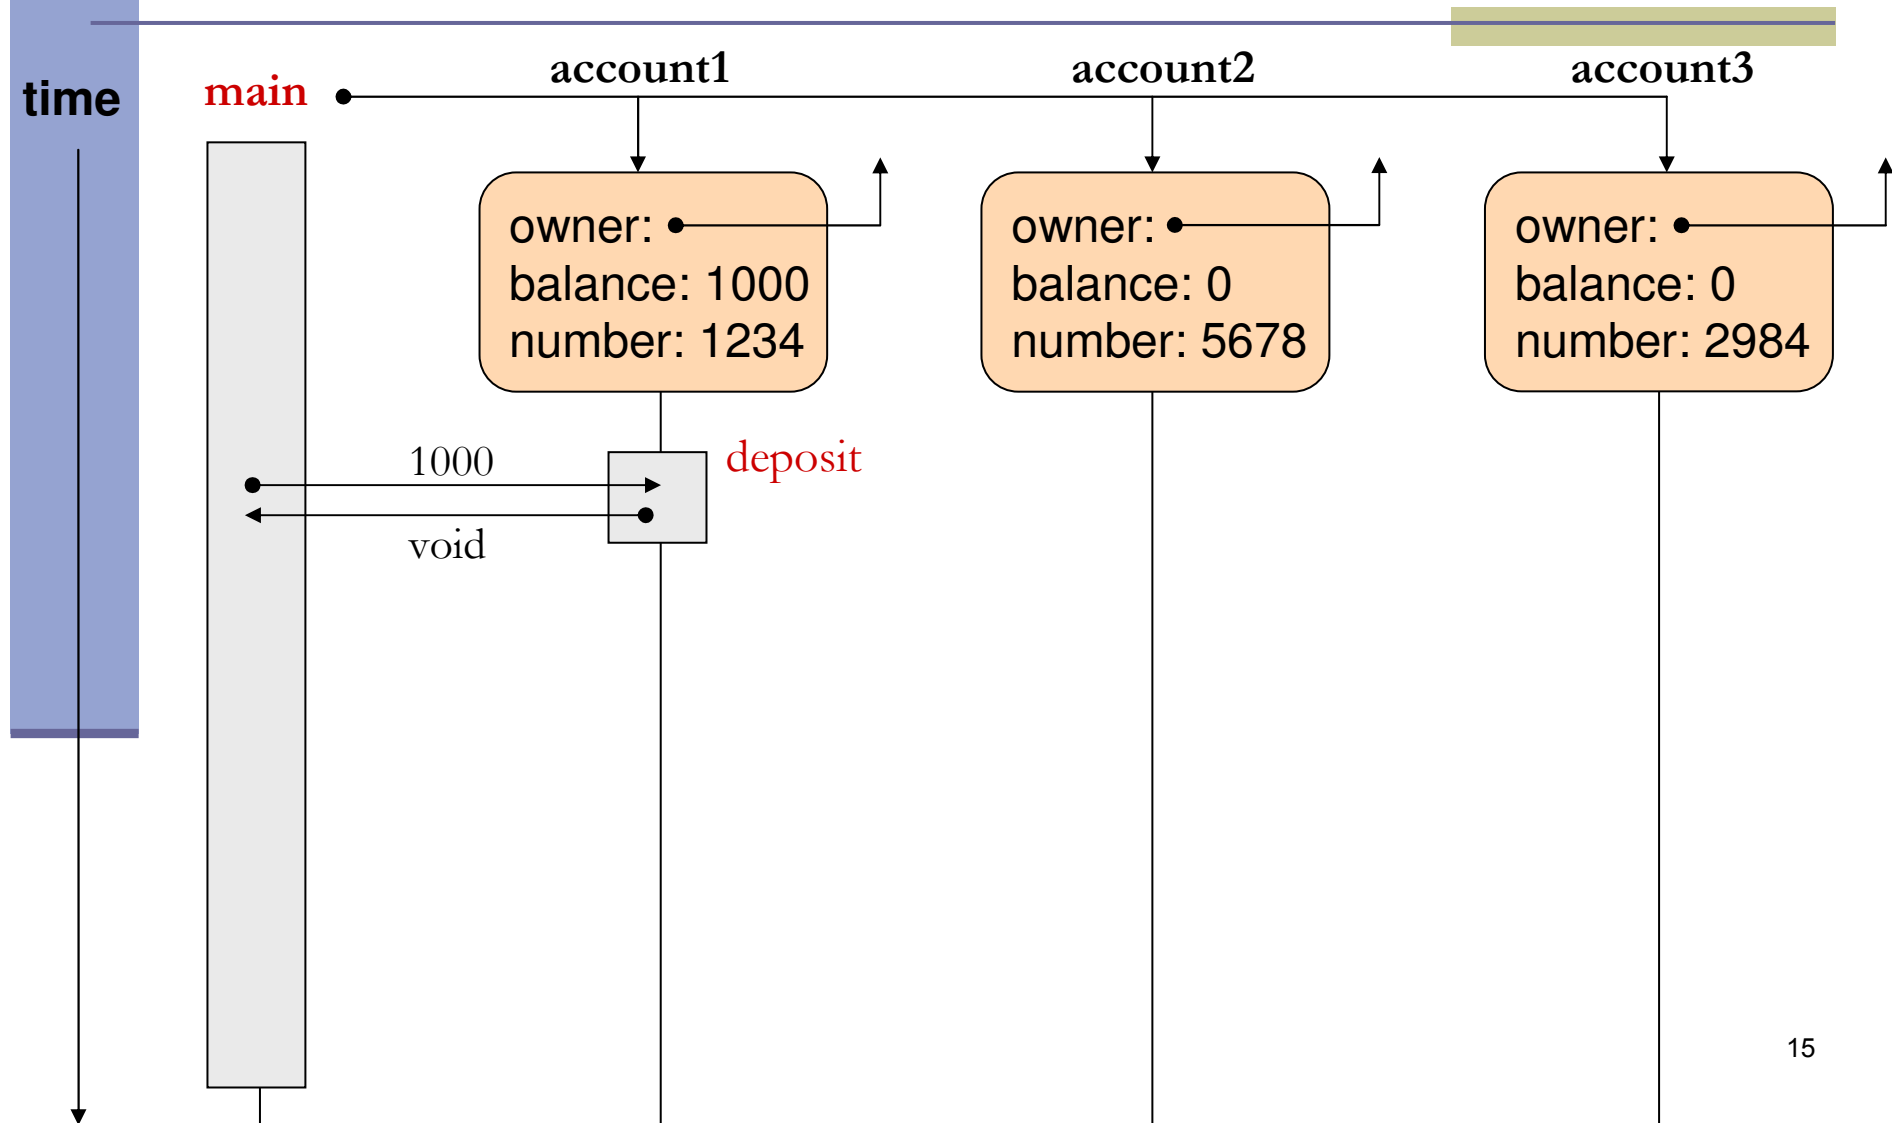 time
main
account1
account2
account3
owner:
balance: 1000
number: 1234
owner:
balance: 0
number: 5678
owner:
balance: 0
number: 2984
1000
deposit
void
15